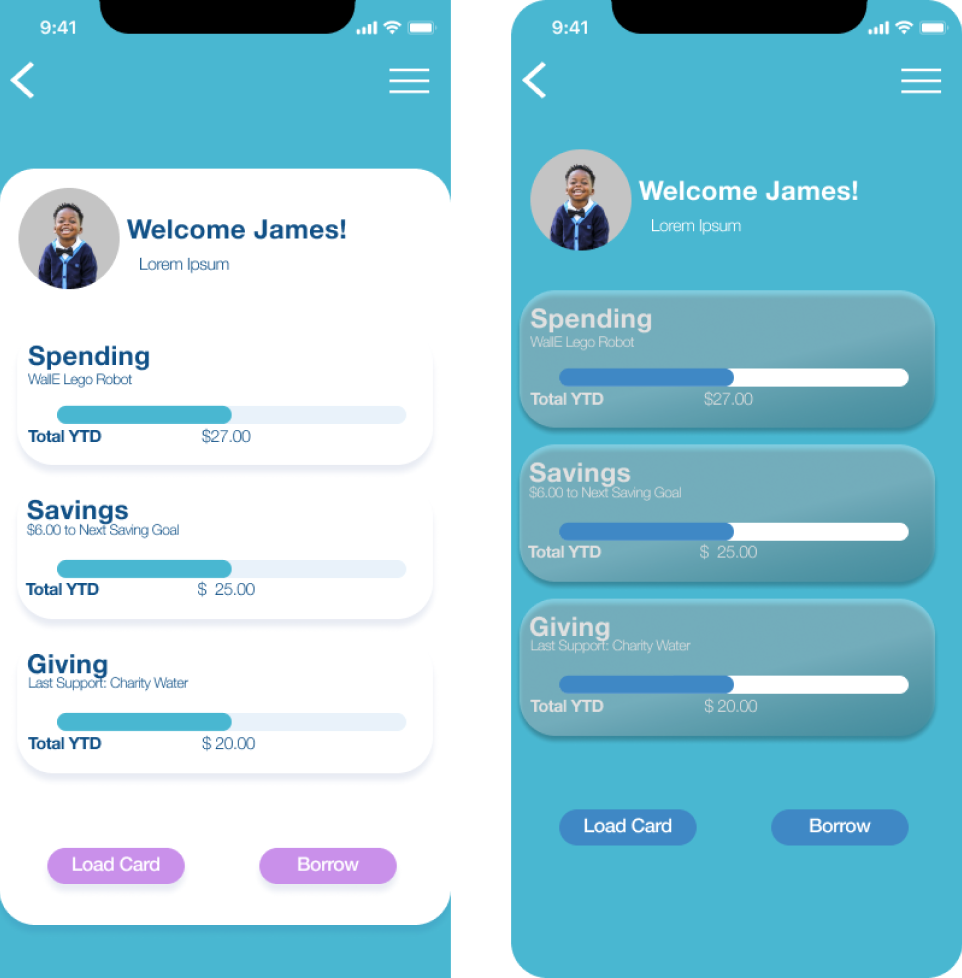 9:41
Welcome James!
Lorem Ipsum
Spending
WallE Lego Robot
Total YTD $27.00
Savings
$6.00 to Next Saving Goal
Total YTD $ 25.00
Giving
Last Support: Charity Water
Total YTD $ 20.00
Load Card Borrow
9:41
Welcome James!
Lorem Ipsum
Spending
WallE Lego Robot
Total YTD $27.00
Savings
$6.00 to Next Saving Goal
Total YTD $ 25.00
Giving
Last Support: Charity Water
Total YTD $ 20.00
Load Card Borrow